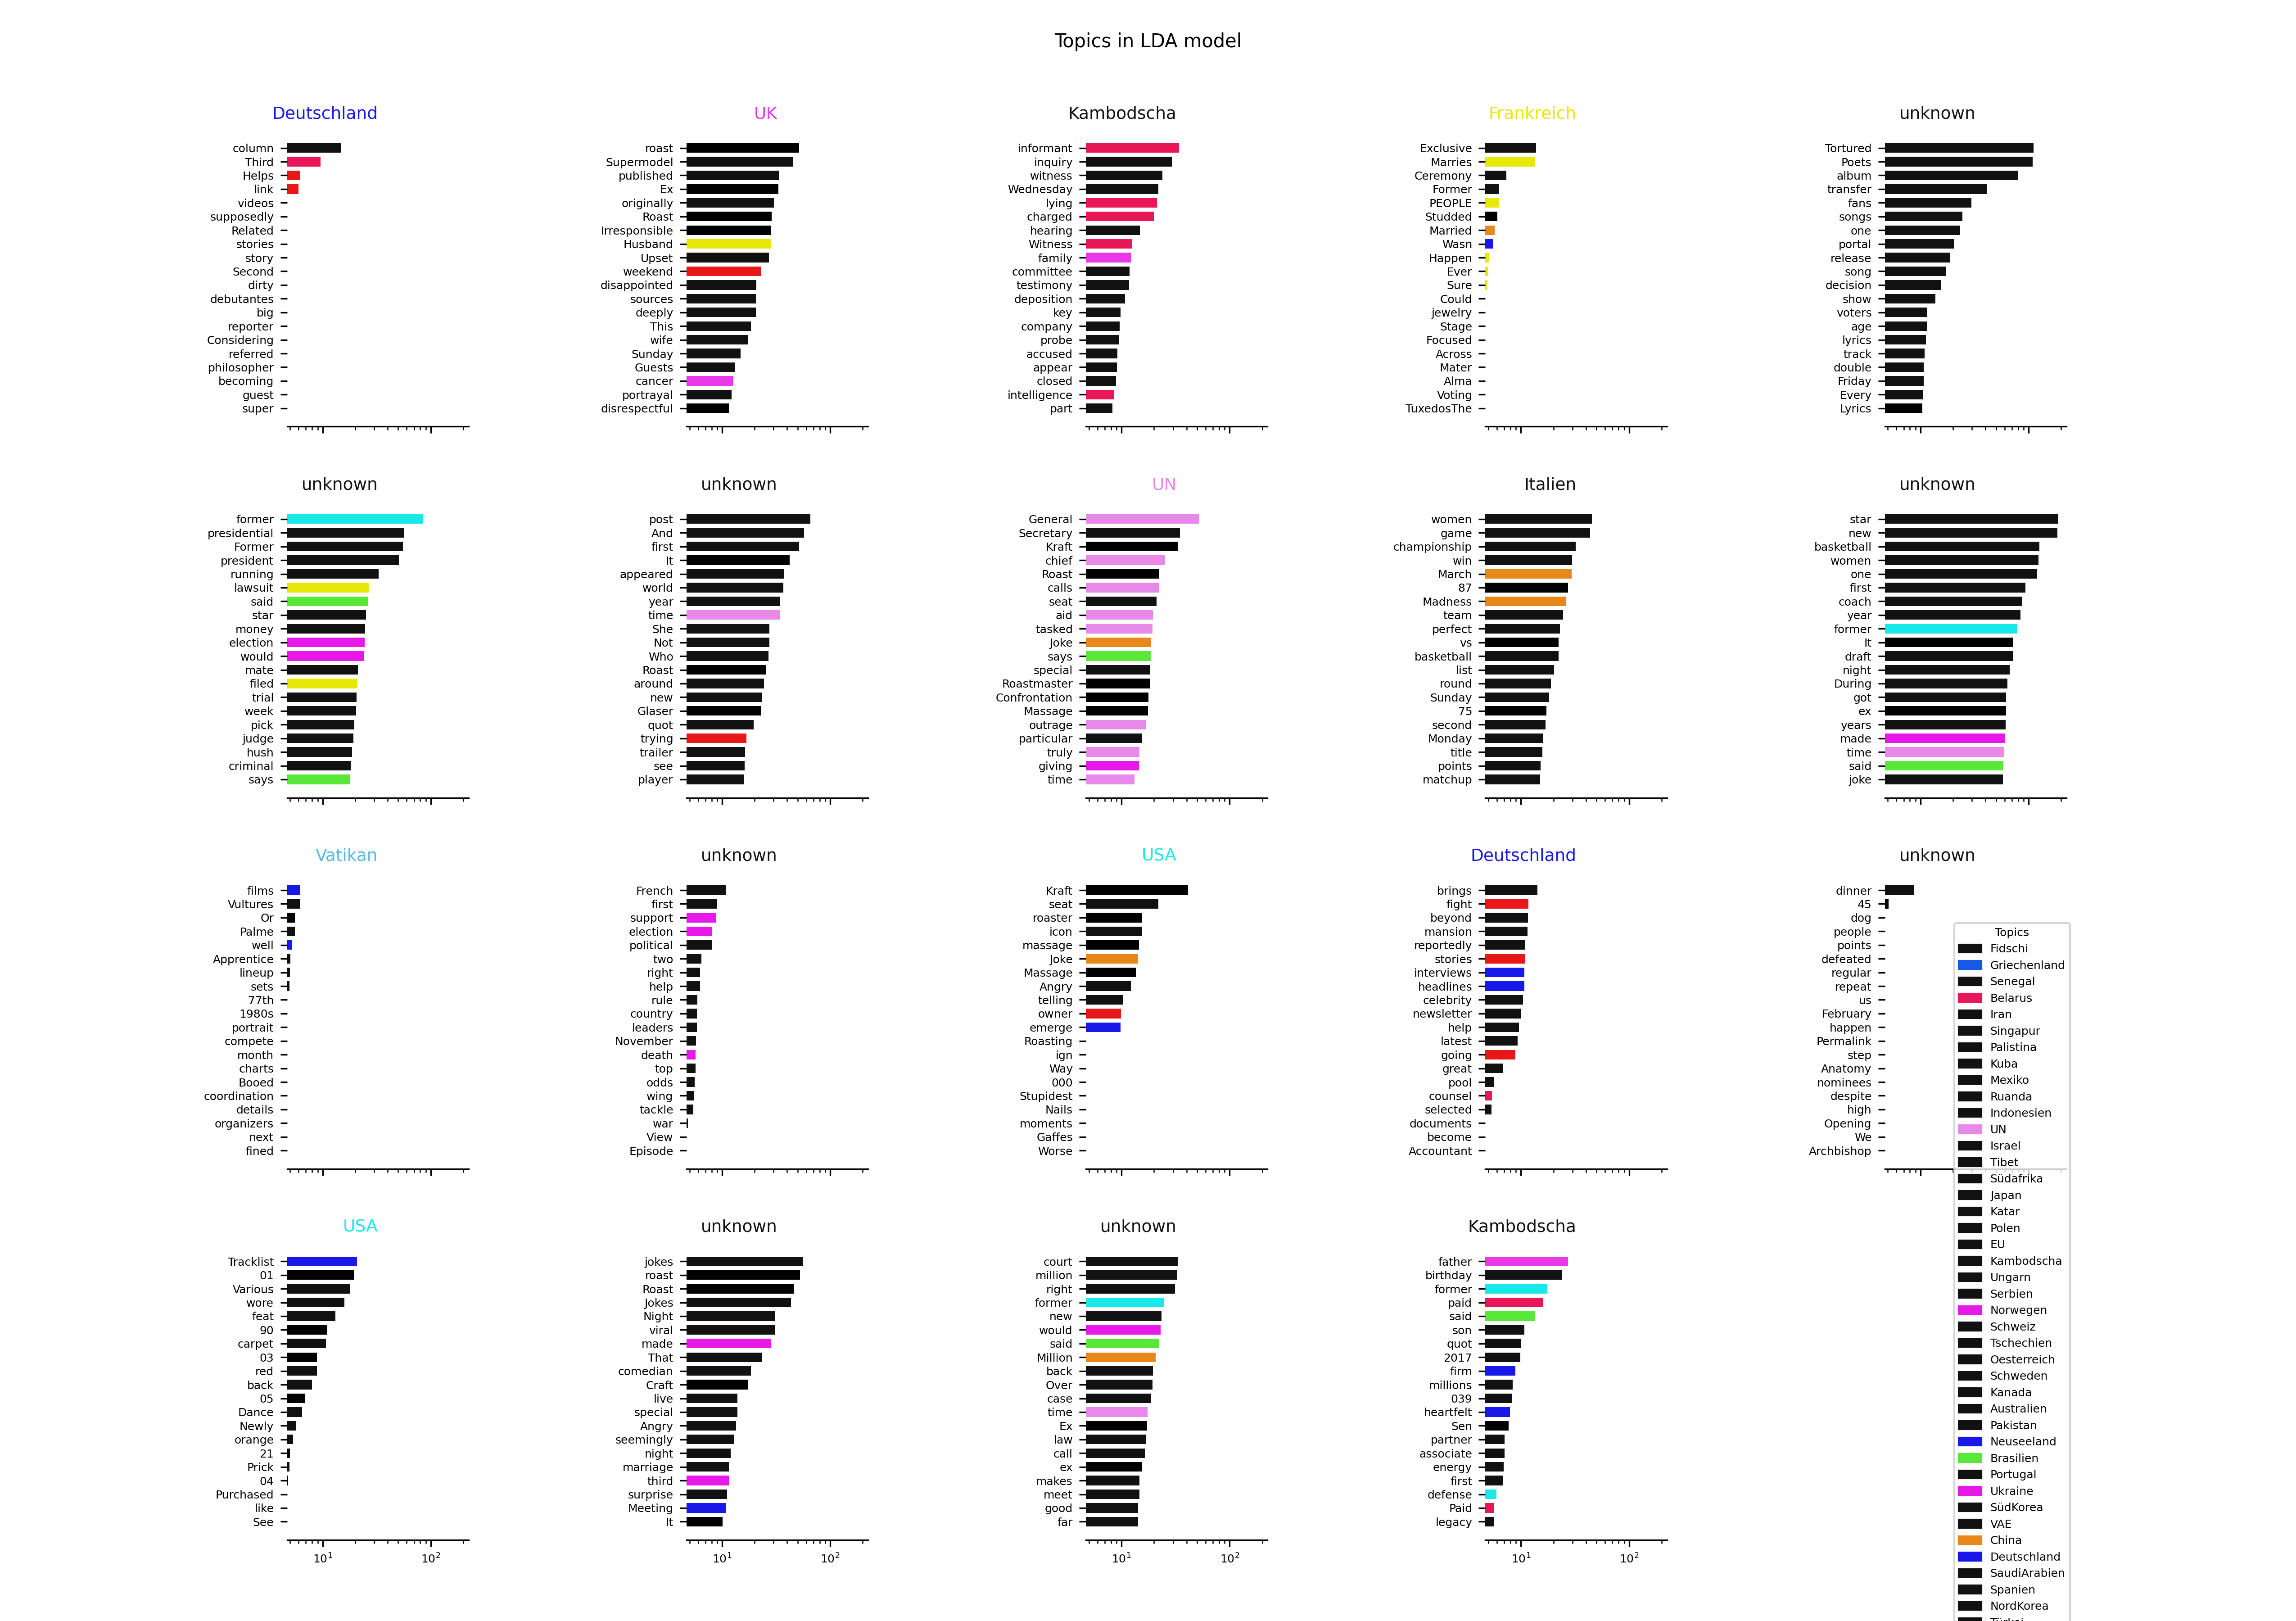 Topics in LDA model
Deutschland
column
Third
Helps
link
videos
supposedly
Related
stories
story
Second
dirty
debutantes
big
reporter
Considering
referred
philosopher
becoming
guest
super
UK
roast
Supermodel
published
Ex
originally
Roast
Irresponsible
Husband
Upset
weekend
disappointed
sources
deeply
This
wife
Sunday
Guests
cancer
portrayal
disrespectful
Kambodscha
informant
inquiry
witness
Wednesday
lying
charged
hearing
Witness
family
committee
testimony
deposition
key
company
probe
accused
appear
closed
intelligence
part
Frankreich
Exclusive
Marries
Ceremony
Former
PEOPLE
Studded
Married
Wasn
Happen
Ever
Sure
Could
jewelry
Stage
Focused
Across
Mater
Alma
Voting
TuxedosThe
unknown
Tortured
Poets
album
transfer
fans
songs
one
portal
release
song
decision
show
voters
age
lyrics
track
double
Friday
Every
Lyrics
unknown
former
presidential
Former
president
running
lawsuit
said
star
money
election
would
mate
filed
trial
week
pick
judge
hush
criminal
says
unknown
post
And
first
It
appeared
world
year
time
She
Not
Who
Roast
around
new
Glaser
quot
trying
trailer
see
player
UN
General
Secretary
Kraft
chief
Roast
calls
seat
aid
tasked
Joke
says
special
Roastmaster
Confrontation
Massage
outrage
particular
truly
giving
time
Italien
women
game
championship
win
March
87
Madness
team
perfect
vs
basketball
list
round
Sunday
75
second
Monday
title
points
matchup
unknown
star
new
basketball
women
one
first
coach
year
former
It
draft
night
During
got
ex
years
made
time
said
joke
Vatikan
films
Vultures
Or
Palme
well
Apprentice
lineup
sets
77th
1980s
portrait
compete
month
charts
Booed
coordination
details
organizers
next
fined
unknown
French
first
support
election
political
two
right
help
rule
country
leaders
November
death
top
odds
wing
tackle
war
View
Episode
USA
Kraft
seat
roaster
icon
massage
Joke
Massage
Angry
telling
owner
emerge
Roasting
ign
Way
000
Stupidest
Nails
moments
Gaffes
Worse
Deutschland
brings
fight
beyond
mansion
reportedly
stories
interviews
headlines
celebrity
newsletter
help
latest
going
great
pool
counsel
selected
documents
become
Accountant
unknown
dinner
45
dog
people
points
defeated
regular
repeat
us
February
happen
Permalink
step
Anatomy
nominees
despite
high
Opening
We
Archbishop
USA
Tracklist
01
Various
wore
feat
90
carpet
03
red
back
05
Dance
Newly
orange
21
Prick
04
Purchased
like
See
10¹ 10²
unknown
jokes
roast
Roast
Jokes
Night
viral
made
That
comedian
Craft
live
special
Angry
seemingly
night
marriage
third
surprise
Meeting
It
10¹ 10²
unknown
court
million
right
former
new
would
said
Million
back
Over
case
time
Ex
law
call
ex
makes
meet
good
far
10¹ 10²
Kambodscha
father
birthday
former
paid
said
son
quot
2017
firm
millions
039
heartfelt
Sen
partner
associate
energy
first
defense
Paid
legacy
10¹ 10²
Topics
Fidschi
Griechenland
Senegal
Belarus
Iran
Singapur
Palistina
Kuba
Mexiko
Ruanda
Indonesien
UN
Israel
Tibet
Südafrika
Japan
Katar
Polen
EU
Kambodscha
Ungarn
Serbien
Norwegen
Schweiz
Tschechien
Oesterreich
Schweden
Kanada
Australien
Pakistan
Neuseeland
Brasilien
Portugal
Ukraine
SüdKorea
VAE
China
Deutschland
SaudiArabien
Spanien
NordKorea